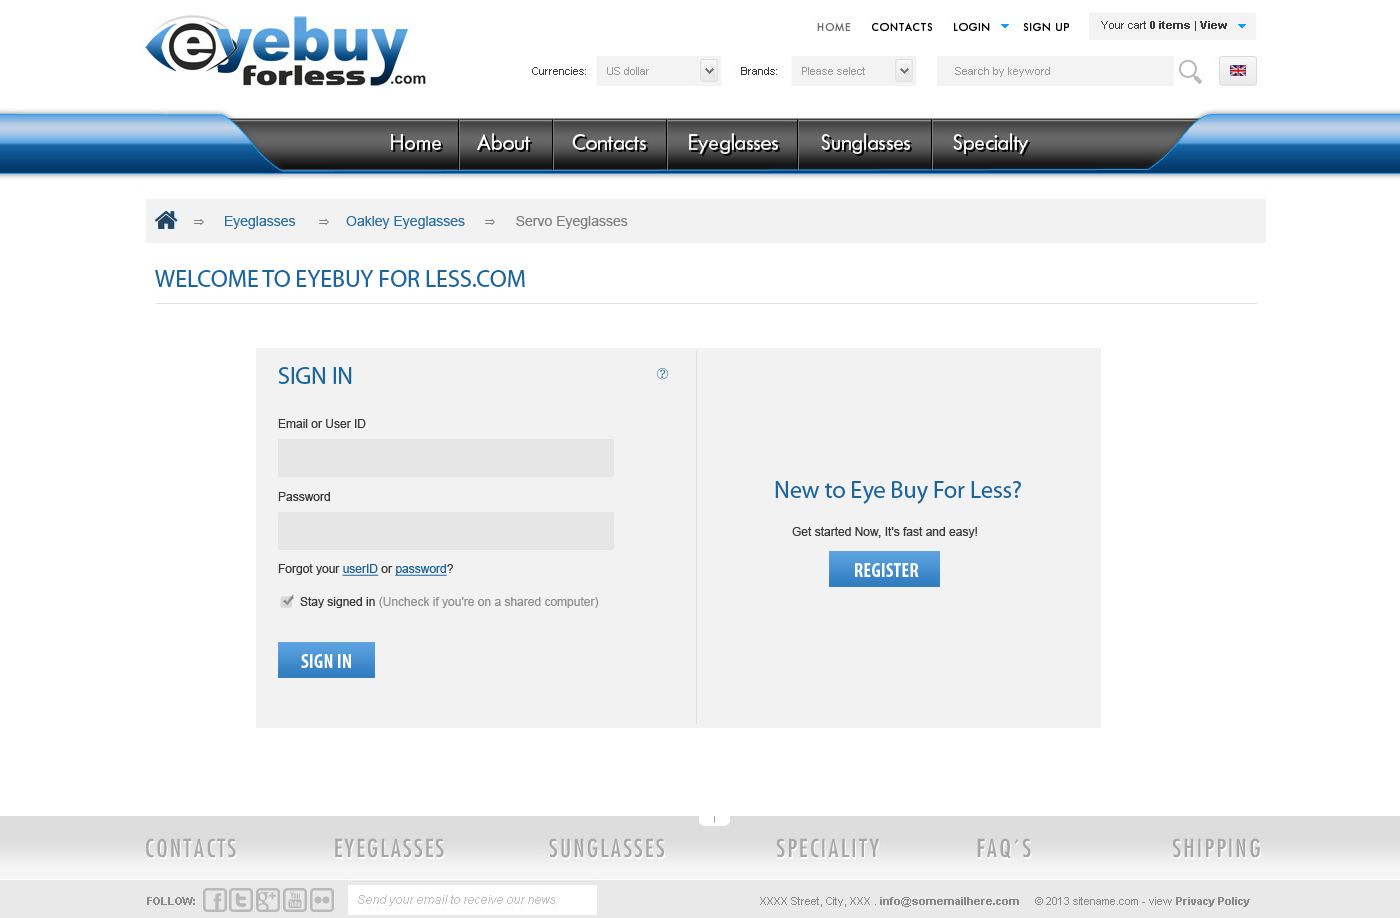 eyebuy
forless.com
HOME CONTACTS LOGIN SIGN UP Your cart 0 items | View
Currencies: US dollar Brands: Please select Search by keyword
Home About Contacts Eyeglasses Sunglasses Specialty
⇒ Eyeglasses ⇒ Oakley Eyeglasses ⇒ Servo Eyeglasses
WELCOME TO EYEBUY FOR LESS.COM
SIGN IN ?
Email or User ID
Password
Forgot your userID or password?
Stay signed in (Uncheck if you're on a shared computer)
SIGN IN
New to Eye Buy For Less?
Get started Now, It's fast and easy!
REGISTER
CONTACTS EYEGLASSES SUNGLASSES SPECIALITY FAQ´S SHIPPING
FOLLOW: f t g+ You Tube Send your email to receive our news XXXX Street, City, XXX . info@somemailhere.com © 2013 sitename.com - view Privacy Policy